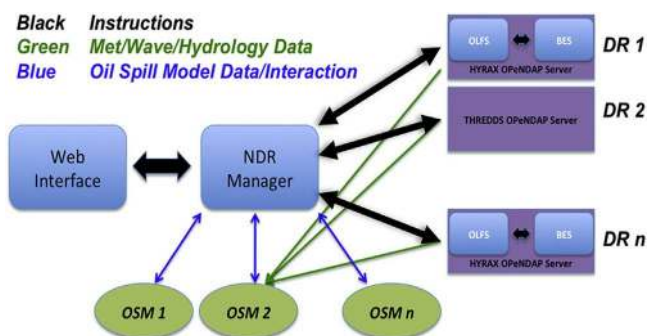 Black Instructions
Green Met/Wave/Hydrology Data
Blue Oil Spill Model Data/Interaction
OLFS BES
HYRAX OPeNDAP Server
DR 1
THREDDS OPeNDAP Server
DR 2
Web
Interface
NDR
Manager
OLFS BES
HYRAX OPeNDAP Server
DR n
OSM 1 OSM 2 OSM n